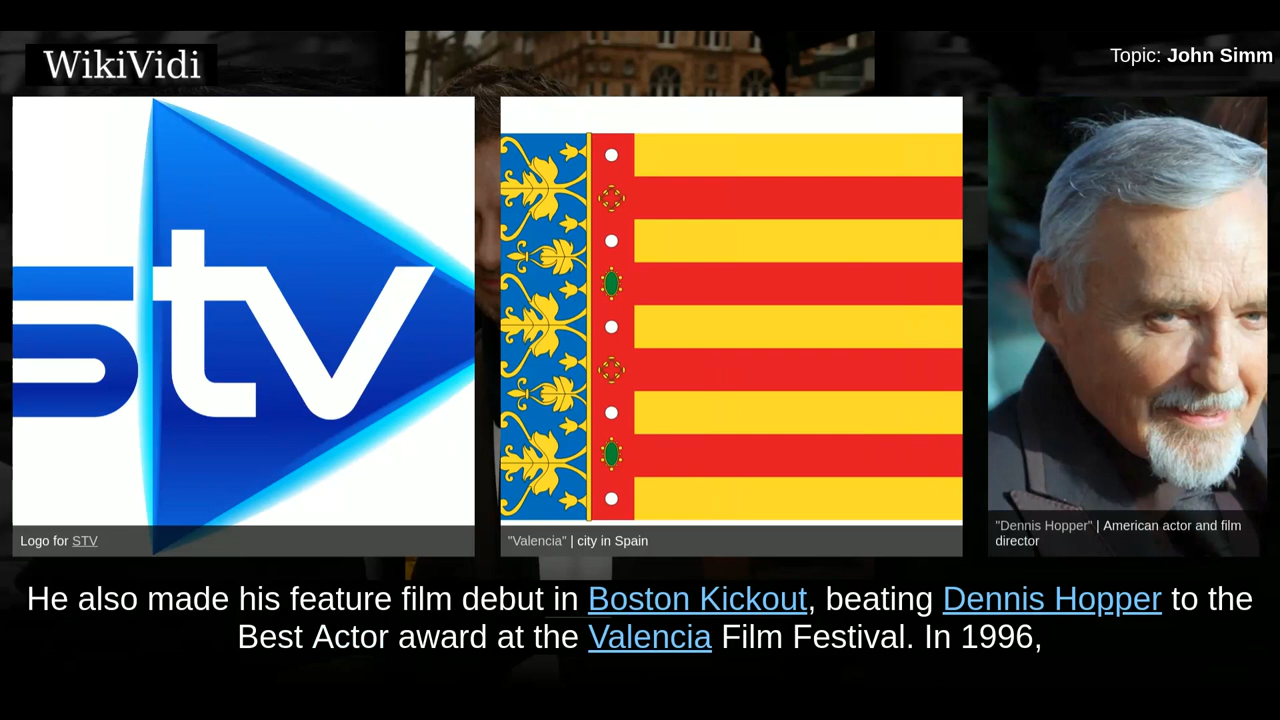 WikiVidi
Topic: John Simm
stv
Logo for STV
"Valencia" | city in Spain
"Dennis Hopper" | American actor and film
director
He also made his feature film debut in Boston Kickout, beating Dennis Hopper to the
Best Actor award at the Valencia Film Festival. In 1996,